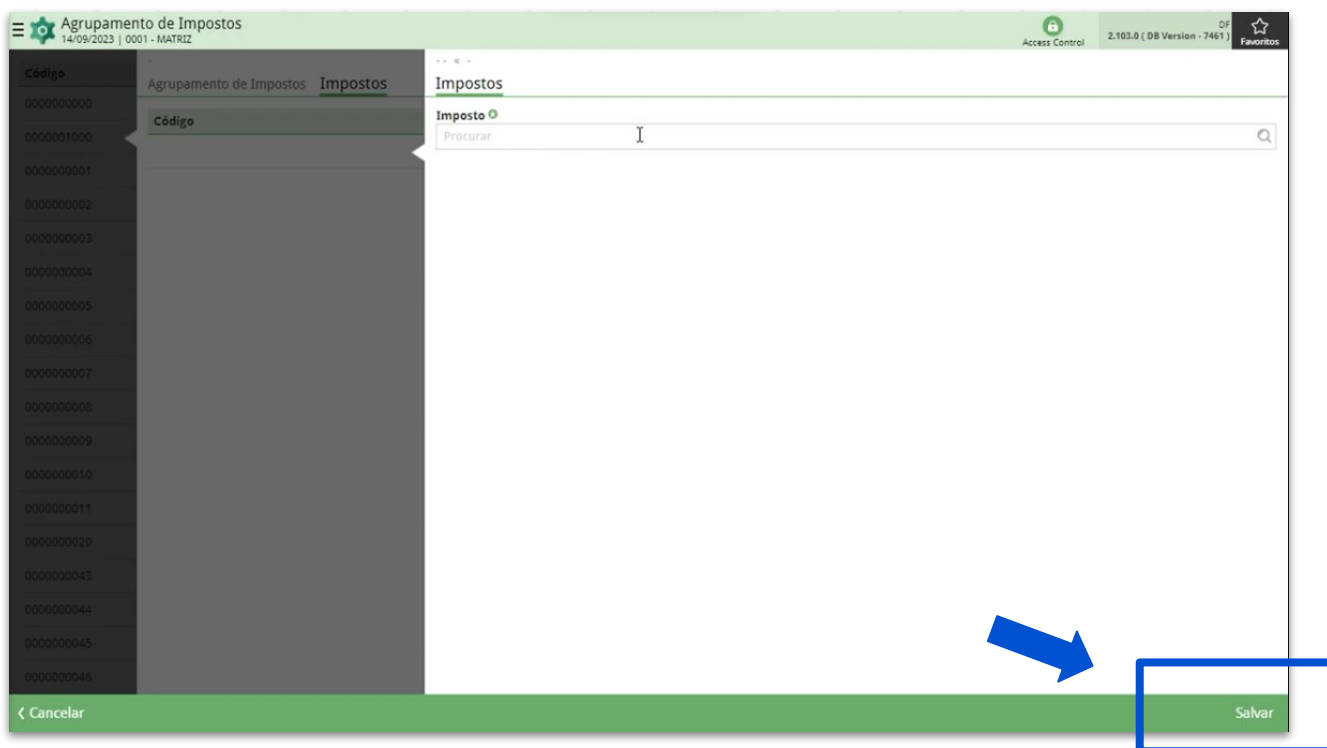 Agrupamento de Impostos
14/09/2023 | 0001 - MATRIZ
Access Control
DF
2.103.0 ( DB Version - 7461 )
Favoritos
Código
0000000000
0000001000
0000000001
0000000002
0000000003
0000000004
0000000005
0000000006
0000000007
0000000008
0000000009
0000000010
0000000011
0000000020
0000000043
0000000044
0000000045
0000000046
-
Agrupamento de Impostos Impostos
Código
- - « -
Impostos
Imposto
Procurar
Cancelar
Salvar